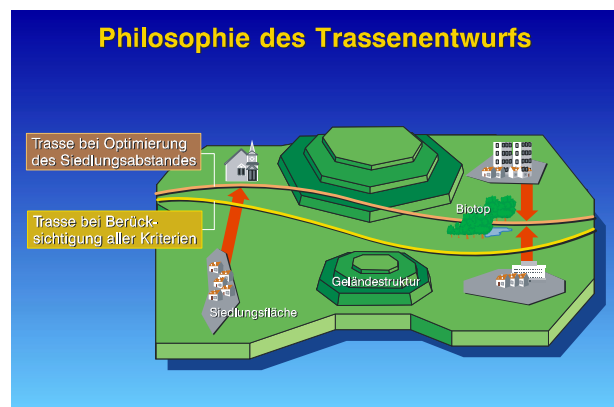 Philosophie des Trassenentwurfs
Trasse bei Optimierung
des Siedlungsabstandes
Trasse bei Berück-
sichtigung aller Kriterien
Biotop
Geländestruktur
Siedlungsfläche